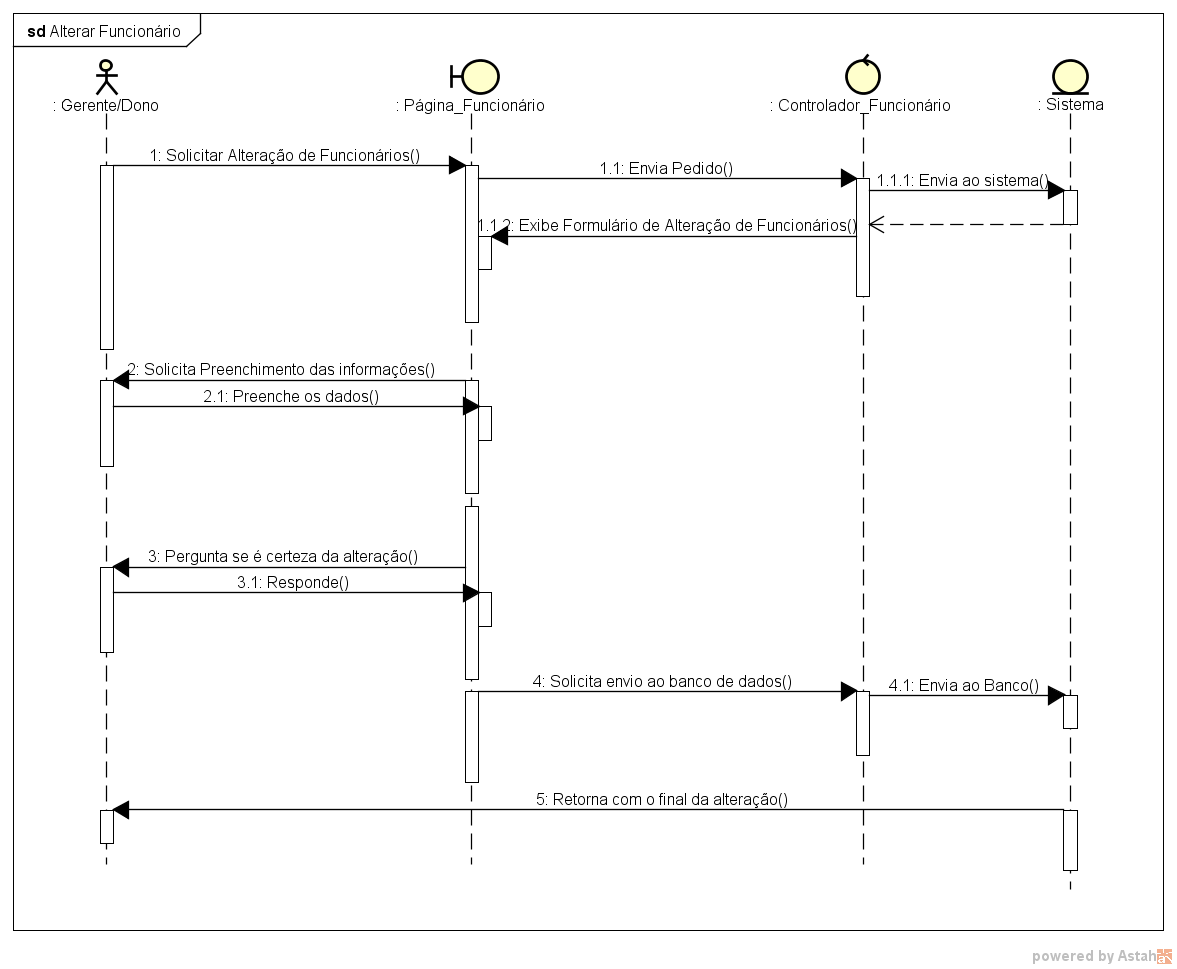 sd Alterar Funcionário
: Gerente/Dono
: Página_Funcionário
: Controlador_Funcionário
: Sistema
1: Solicitar Alteração de Funcionários()
1.1: Envia Pedido()
1.1.1: Envia ao sistema()
1.1.2: Exibe Formulário de Alteração de Funcionários()
2: Solicita Preenchimento das informações()
2.1: Preenche os dados()
3: Pergunta se é certeza da alteração()
3.1: Responde()
4: Solicita envio ao banco de dados()
4.1: Envia ao Banco()
5: Retorna com o final da alteração()
powered by Astah